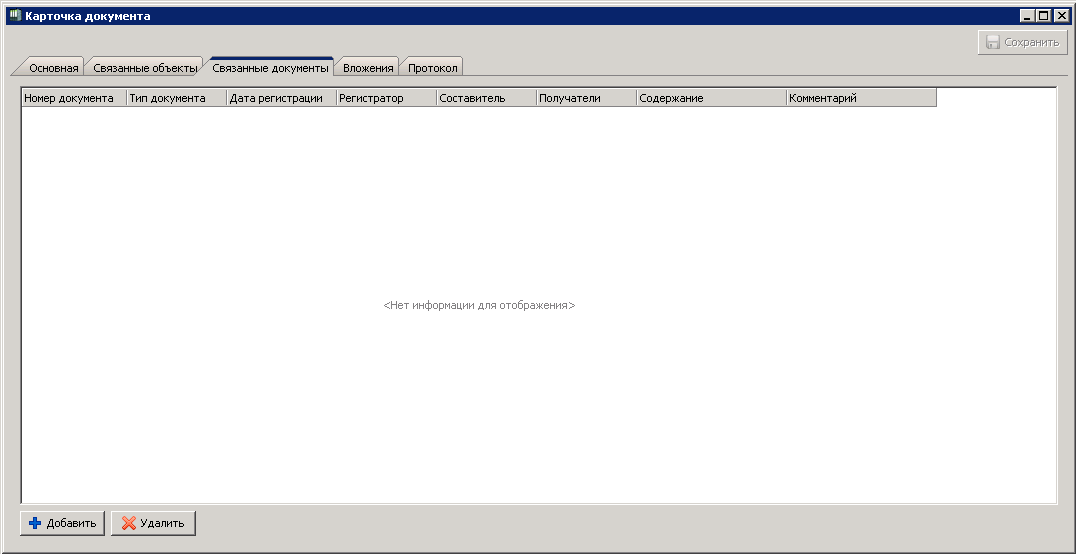 Карточка документа
Сохранить
Основная Связанные объекты Связанные документы Вложения Протокол
Номер документа Тип документа Дата регистрации Регистратор Составитель Получатели Содержание Комментарий
<Нет информации для отображения>
Добавить Удалить